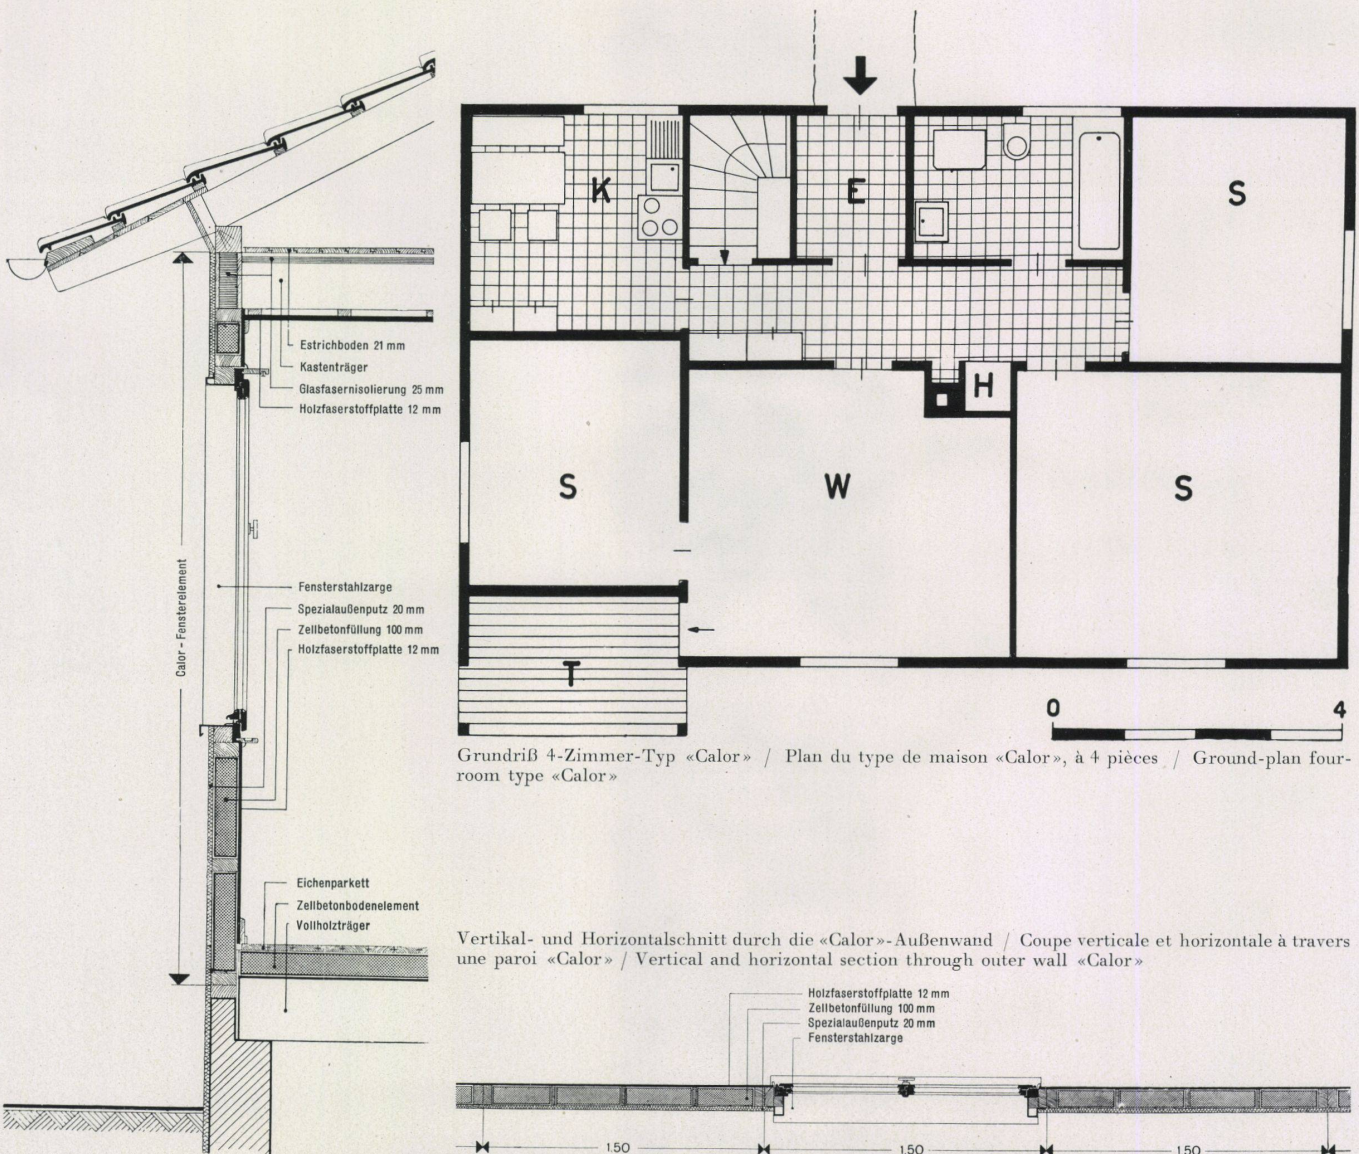 Estrichboden 21 mm
Kastenträger
Glasfasernisolierung 25 mm
Holzfaserstoffplatte 12 mm
Calor - Fensterelement
Fensterstahlzarge
Spezialaußenputz 20 mm
Zellbetonfüllung 100 mm
Holzfaserstoffplatte 12 mm
Eichenparkett
Zellbetonbodenelement
Vollholzträger
K
E
S
H
S
W
S
T
0
4
Grundriß 4-Zimmer-Typ «Calor» / Plan du type de maison «Calor», à 4 pièces / Ground-plan four-
room type «Calor»
Vertikal- und Horizontalschnitt durch die «Calor»-Außenwand / Coupe verticale et horizontale à travers
une paroi «Calor» / Vertical and horizontal section through outer wall «Calor»
Holzfaserstoffplatte 12 mm
Zellbetonfüllung 100 mm
Spezialaußenputz 20 mm
Fensterstahlzarge
1.50
1.50
1.50